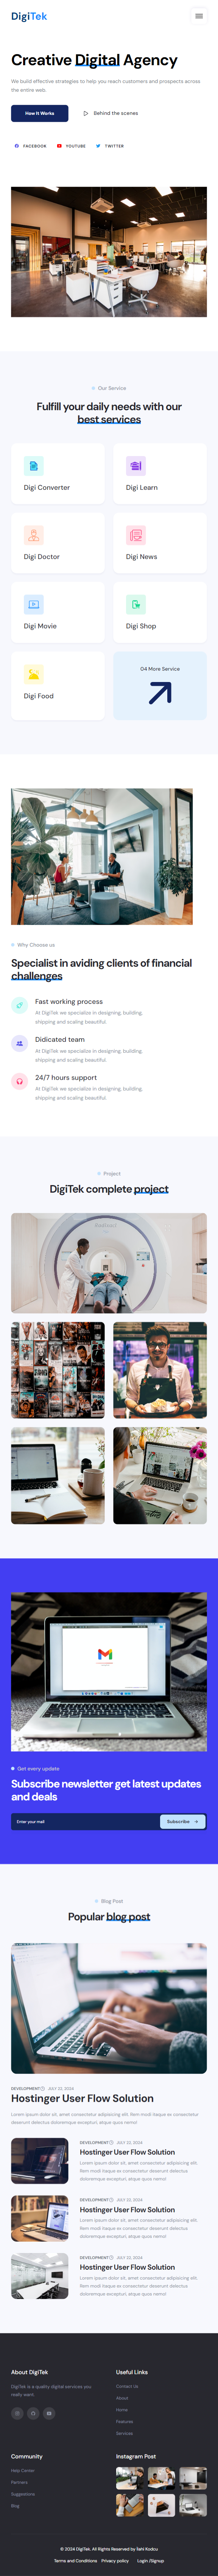 DigiTek
Creative Digital Agency
We build effective strategies to help you reach customers and prospects across
the entire web.
How It Works
Behind the scenes
FACEBOOK YOUTUBE TWITTER
Our Service
Fulfill your daily needs with our
best services
Digi Converter
Digi Learn
Digi Doctor
Digi News
Digi Movie
Digi Shop
Digi Food
04 More Service
Why Choose us
Specialist in aviding clients of financial
challenges
Fast working process
At DigiTek we specialize in designing, building,
shipping and scaling beautiful.
Didicated team
At DigiTek we specialize in designing, building,
shipping and scaling beautiful.
24/7 hours support
At DigiTek we specialize in designing, building,
shipping and scaling beautiful.
Project
DigiTek complete project
Get every update
Subscribe newsletter get latest updates
and deals
Enter your mail
Subscribe
Blog Post
Popular blog post
DEVELOPMENT JULY 22, 2024
Hostinger User Flow Solution
Lorem ipsum dolor sit, amet consectetur adipisicing elit. Rem modi itaque ex consectetur
deserunt delectus doloremque excepturi, atque quos nemo!
DEVELOPMENT JULY 22, 2024
Hostinger User Flow Solution
Lorem ipsum dolor sit, amet consectetur adipisicing elit.
Rem modi itaque ex consectetur deserunt delectus
doloremque excepturi, atque quos nemo!
DEVELOPMENT JULY 22, 2024
Hostinger User Flow Solution
Lorem ipsum dolor sit, amet consectetur adipisicing elit.
Rem modi itaque ex consectetur deserunt delectus
doloremque excepturi, atque quos nemo!
DEVELOPMENT JULY 22, 2024
Hostinger User Flow Solution
Lorem ipsum dolor sit, amet consectetur adipisicing elit.
Rem modi itaque ex consectetur deserunt delectus
doloremque excepturi, atque quos nemo!
About DigiTek
DigiTek is a quality digital services you
really want
Useful Links
Contact Us
About
Home
Features
Services
Community
Help Center
Partners
Suggestions
Blog
Instagram Post
© 2024 DigiTek. All Rights Reserved by
Terms and Conditions Privacy policy Login /Signup